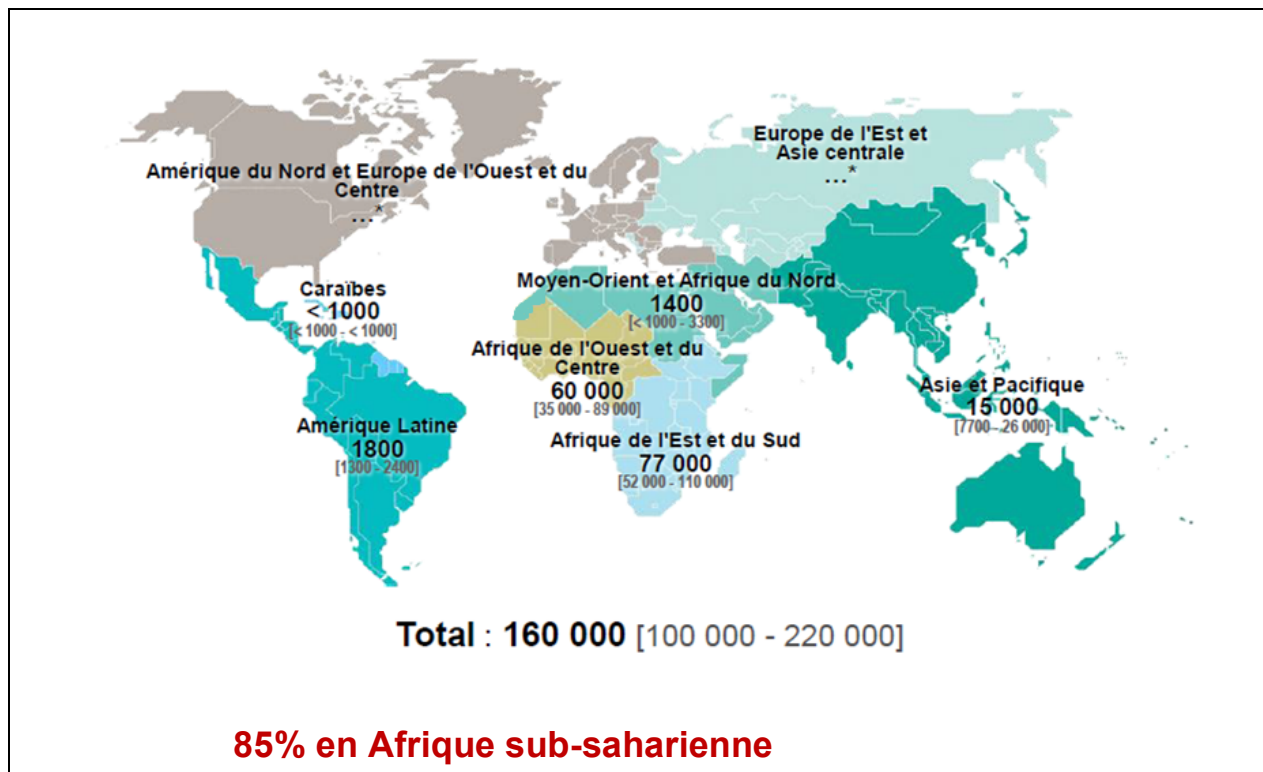 Europe de l'Est et
Asie centrale
...*
Amérique du Nord et Europe de l'Ouest et du
Centre
...*
Caraïbes
< 1000
[< 1000 - < 1000]
Moyen-Orient et Afrique du Nord
1400
[< 1000 - 3300]
Afrique de l'Ouest et du
Centre
60 000
[35 000 - 89 000]
Asie et Pacifique
15 000
[7700 - 26 000]
Amérique Latine
1800
[1300 - 2400]
Afrique de l'Est et du Sud
77 000
[52 000 - 110 000]
Total : 160 000 [100 000 - 220 000]
85% en Afrique sub-saharienne